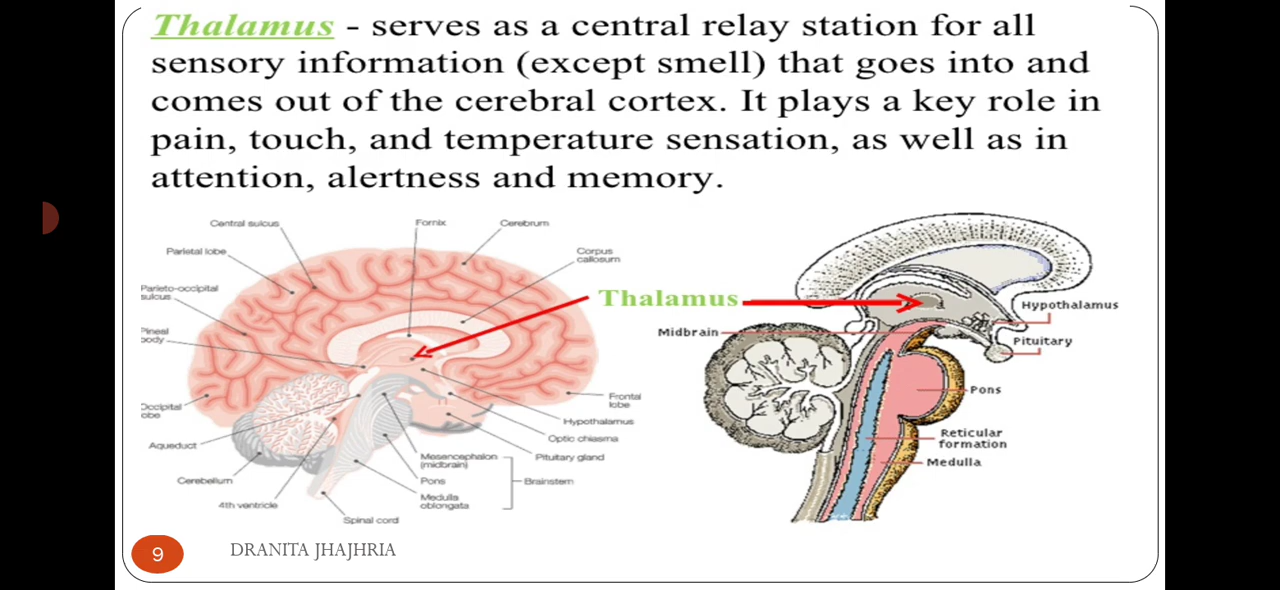 Thalamus - serves as a central relay station for all
sensory information (except smell) that goes into and
comes out of the cerebral cortex. It plays a key role in
pain, touch, and temperature sensation, as well as in
attention, alertness and memory.
Central sulcus
Fornix
Cerebrum
Parietal lobe
Corpus
callosum
Parieto-occipital
sulcus
Pineal
body
Occipital
obe
Aqueduct
Cerebellum
4th ventricle
Spinal cord
Frontal
lobe
Hypothalamus
Optic chiasma
Pituitary gland
Mesencephalon
(midbrain)
Pons
Medulla
oblongata
Brainstem
Thalamus
Midbrain
Hypothalamus
Pituitary
Pons
Reticular
formation
Medulla
9
DRANITA JHAJHRIA